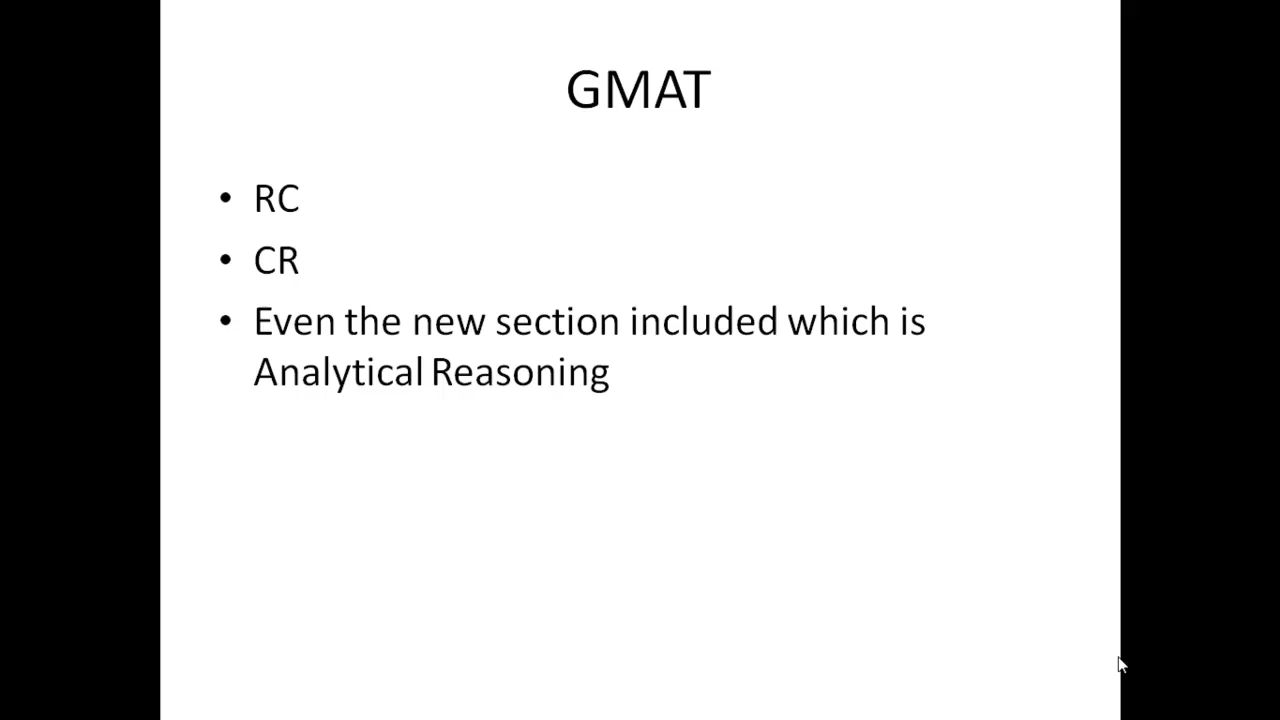 GMAT
• RC
• CR
• Even the new section included which is
Analytical Reasoning